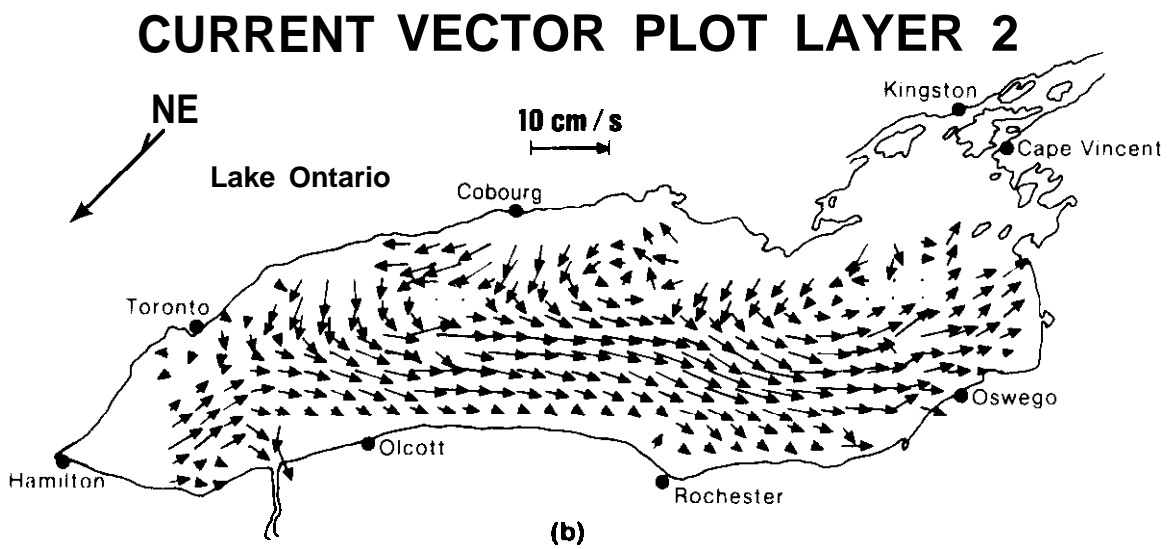 CURRENT VECTOR PLOT LAYER 2
NE
10 cm/s
Kingston
Cape Vincent
Lake Ontario
Cobourg
Toronto
Oswego
Olcott
Hamilton
Rochester
(b)